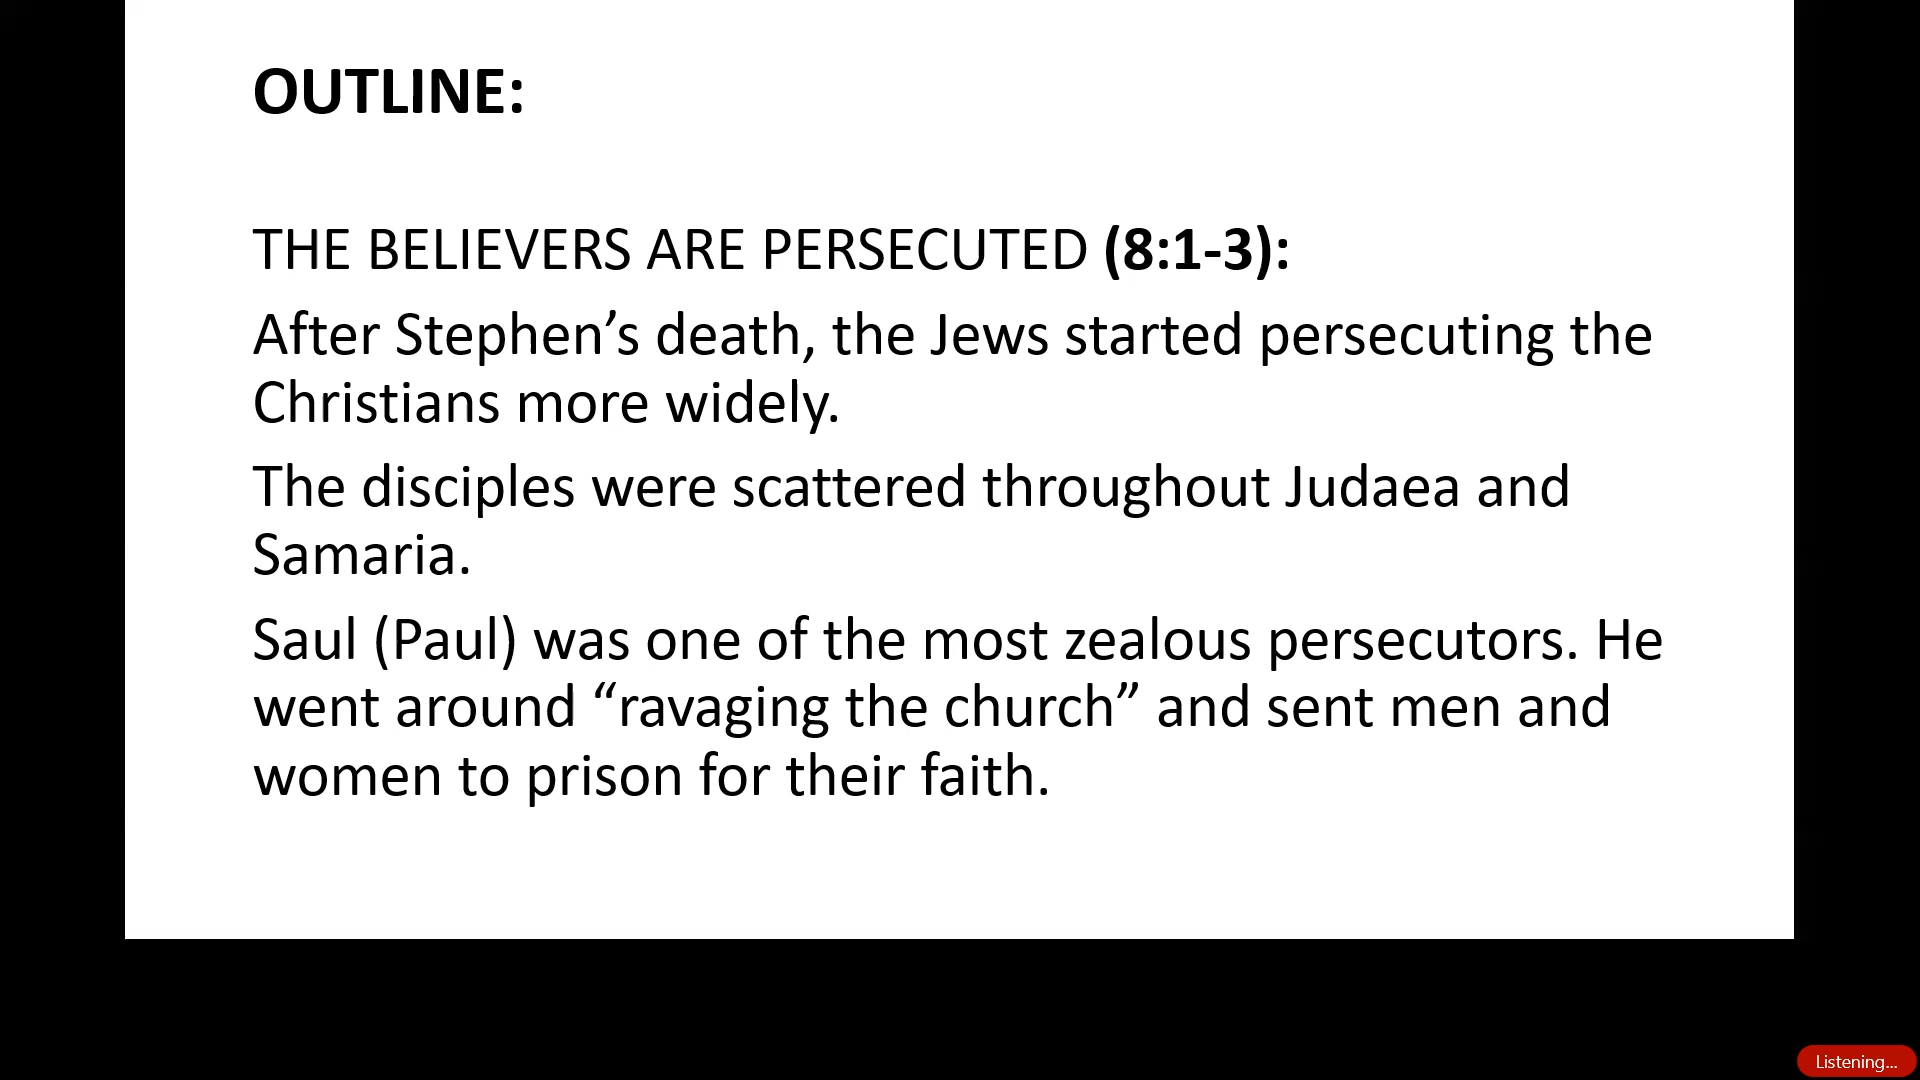 OUTLINE:
THE BELIEVERS ARE PERSECUTED (8:1-3):
After Stephen’s death, the Jews started persecuting the
Christians more widely.
The disciples were scattered throughout Judaea and
Samaria.
Saul (Paul) was one of the most zealous persecutors. He
went around “ravaging the church” and sent men and
women to prison for their faith.
Listening...